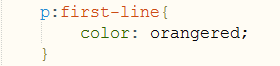 p:first-line{
color: orangered;
}